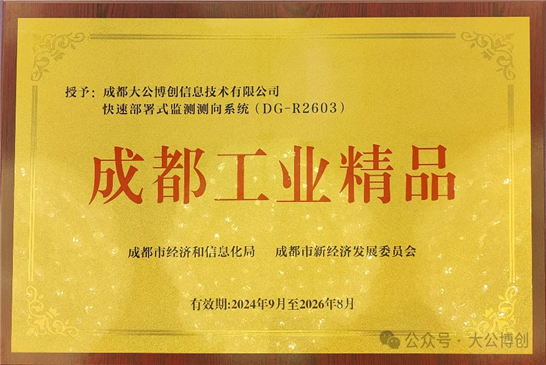 授予：成都大公博创信息技术有限公司
快速部署式监测测向系统（DG-R2603）
成都工业精品
成都市经济和信息化局 成都市新经济发展委员会
有效期:2024年9月至2026年8月
公众号·大公博创